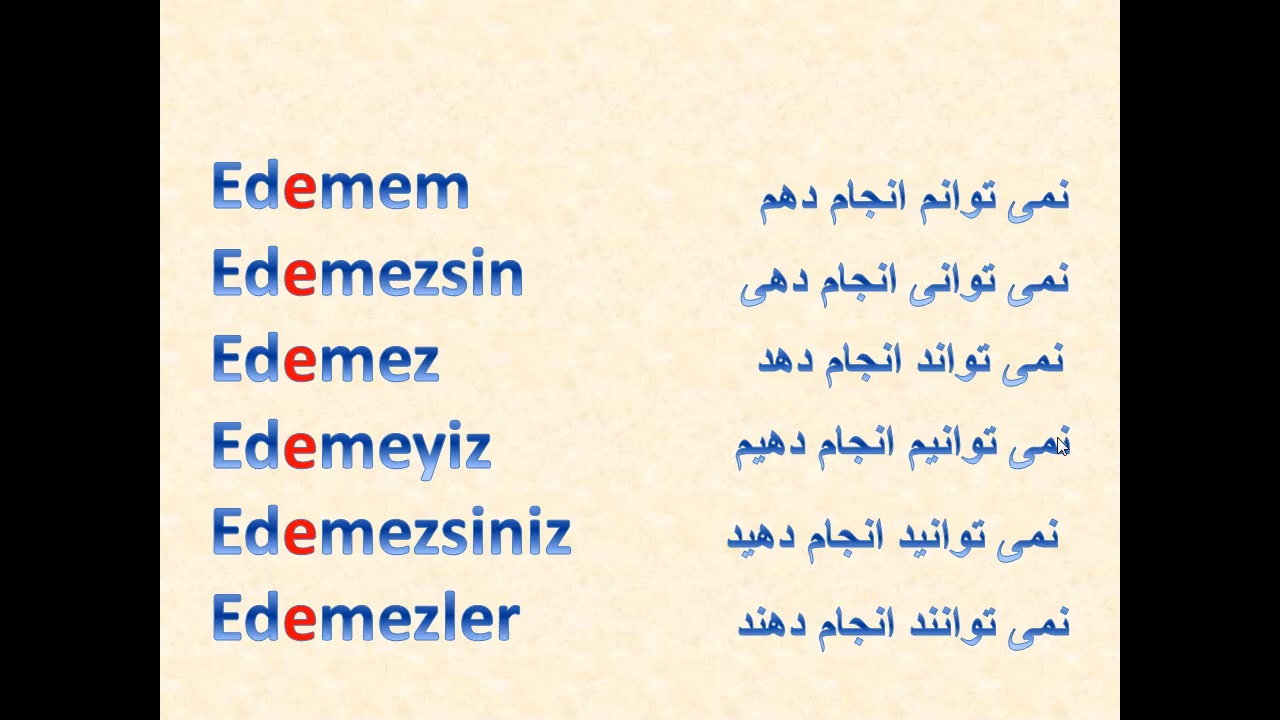 Edemem نمی توانم انجام دهم
Edemezsin نمی توانی انجام دهی
Edemez نمی تواند انجام دهد
Edemeyiz نمی توانیم انجام دهیم
Edemezsiniz نمی توانید انجام دهید
Edemezler نمی توانند انجام دهند